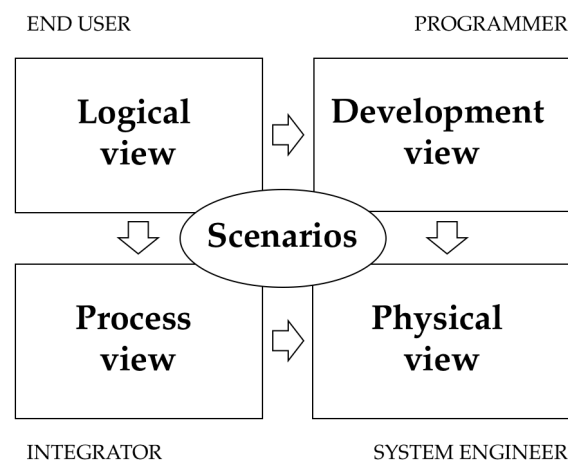 END USER
PROGRAMMER
Logical
view
Development
view
Scenarios
Process
view
Physical
view
INTEGRATOR
SYSTEM ENGINEER